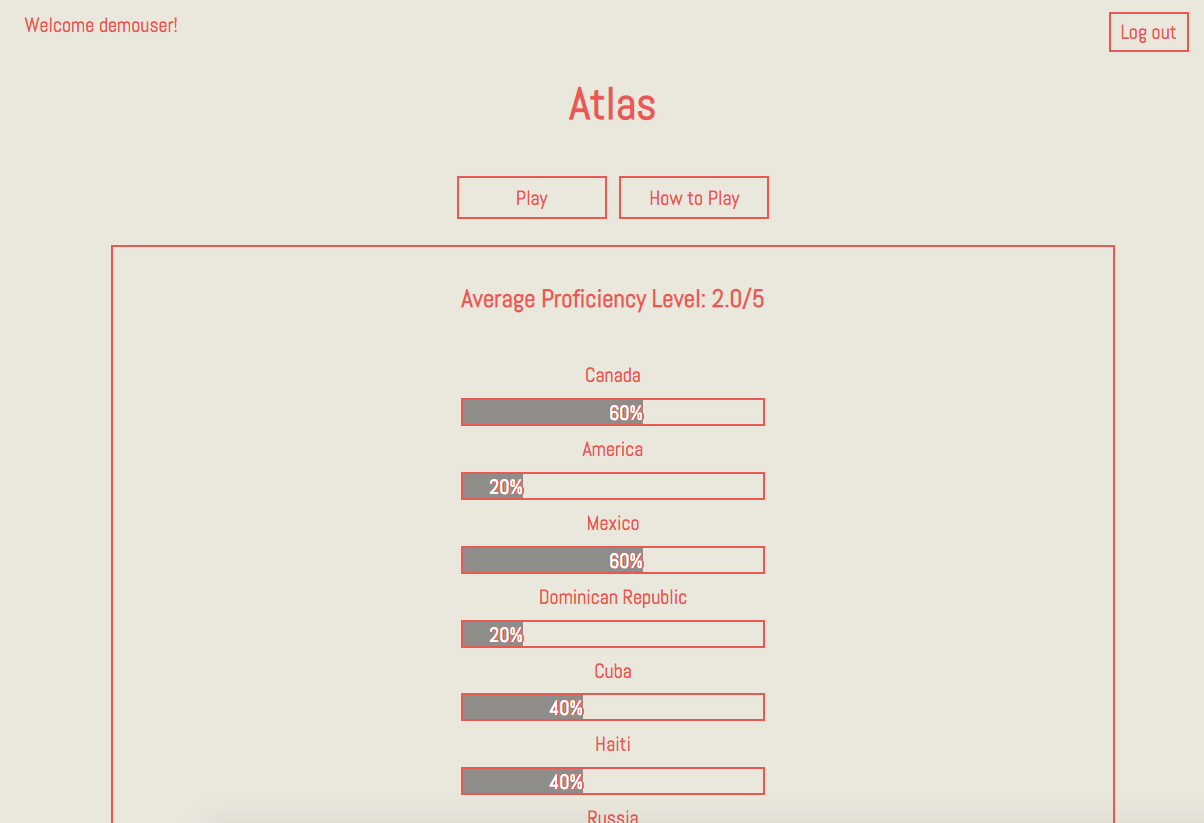 Welcome demouser!
Log out
Atlas
Play
How to Play
Average Proficiency Level: 2.0/5
Canada
60%
America
20%
Mexico
60%
Dominican Republic
20%
Cuba
40%
Haiti
40%
Russia